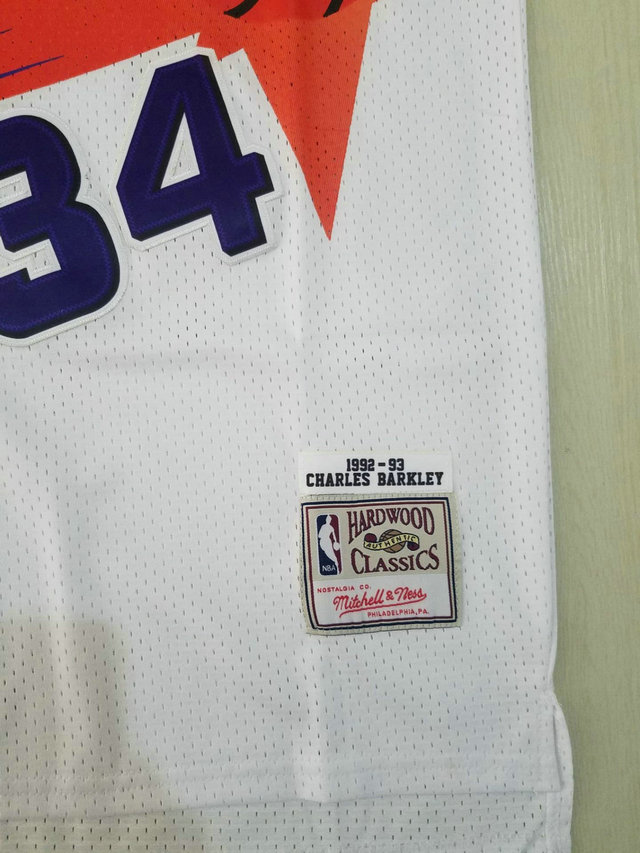 34
1992-93
CHARLES BARKLEY
HARDWOOD
AUTHENTIC
CLASSICS
NBA
NOSTALGIA CO.
Mitchell & Ness
PHILADELPHIA, PA.